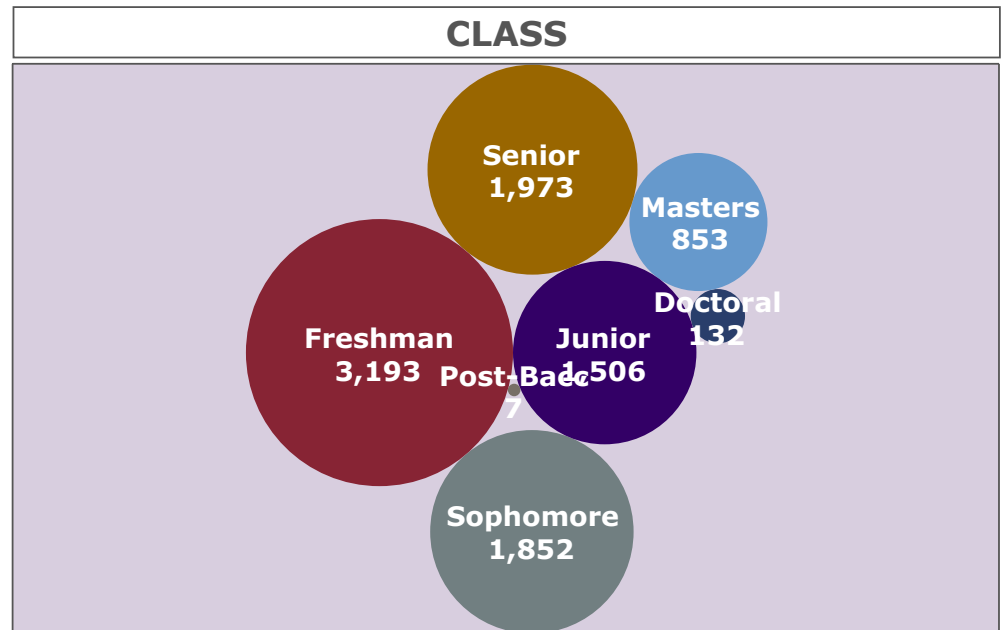 CLASS
Senior
1,973
Masters
853
Doctoral
132
Freshman
3,193
Junior
1,506
Post-Bacc
7
Sophomore
1,852